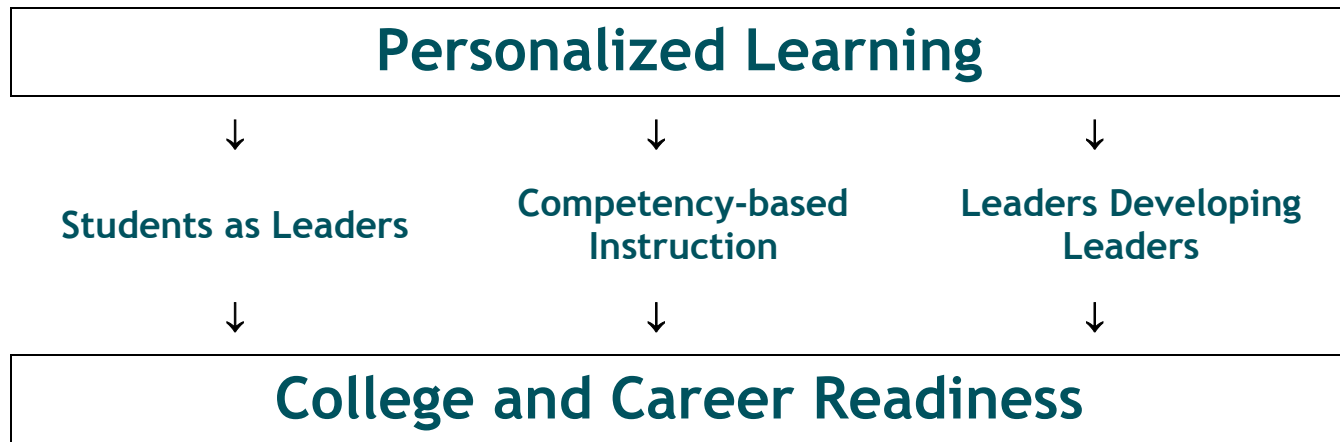 Personalized Learning
↓ ↓ ↓
Students as Leaders
Competency-based
Instruction
Leaders Developing
Leaders
↓ ↓ ↓
College and Career Readiness